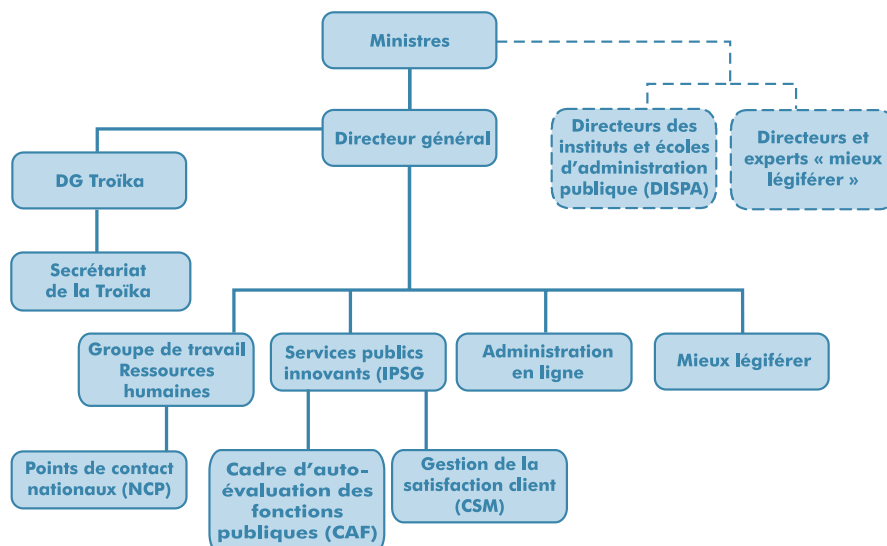 Ministres
Directeur général
Directeurs des
instituts et écoles
d'administration
publique (DISPA)
Directeurs et
experts « mieux
légiférer »
DG Troïka
Secrétariat
de la Troïka
Groupe de travail
Ressources
humaines
Services publics
innovants (IPSG
Administration
en ligne
Mieux légiférer
Points de contact
nationaux (NCP)
Cadre d'auto-
évaluation des
fonctions
publiques (CAF)
Gestion de la
satisfaction client
(CSM)